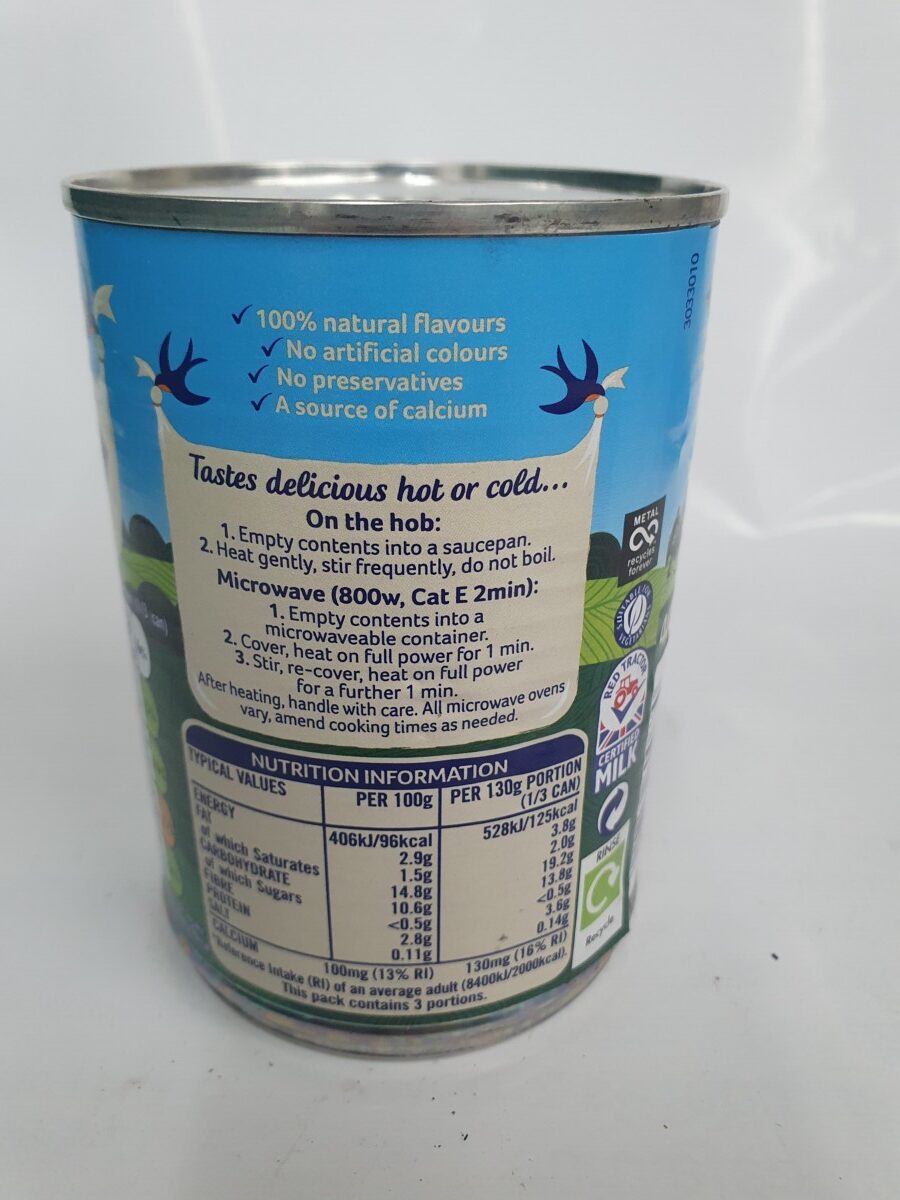 3033010
100% natural flavours
No artificial colours
No preservatives
A source of calcium
Tastes delicious hot or cold...
On the hob:
1. Empty contents into a saucepan.
2. Heat gently, stir frequently, do not boil.
Microwave (800w, Cat E 2min):
1. Empty contents into a
microwaveable container.
2. Cover, heat on full power for 1 min.
3. Stir, re-cover, heat on full power
for a further 1 min.
After heating, handle with care. All microwave ovens
vary, amend cooking times as needed.
METAL
recycles
forever
SUITABLE FOR
VEGETARIANS
RED TRACTOR
CERTIFIED
MILK
RINSE
Recycle
can)
NUTRITION INFORMATION
TYPICAL VALUES PER 100g PER 130g PORTION
(1/3 CAN)
ENERGY 406kJ/96kcal 528kJ/125kcal
FAT 2.9g 3.8g
of which Saturates 1.5g 2.0g
CARBOHYDRATE 14.8g 19.2g
of which Sugars 10.6g 13.8g
FIBRE <0.5g <0.5g
PROTEIN 2.8g 3.6g
SALT 0.11g 0.14g
CALCIUM 100mg (13% RI) 130mg (16% RI)
*Reference Intake (RI) of an average adult (8400kJ/2000kcal).
This pack contains 3 portions.